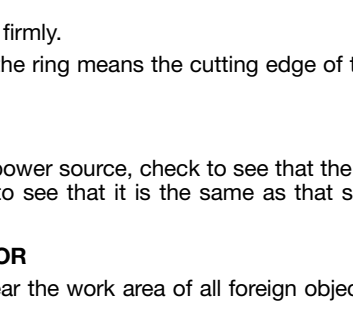 firmly.
he ring means the cutting edge of
ower source, check to see that the
to see that it is the same as that
OR
ar the work area of all foreign objec